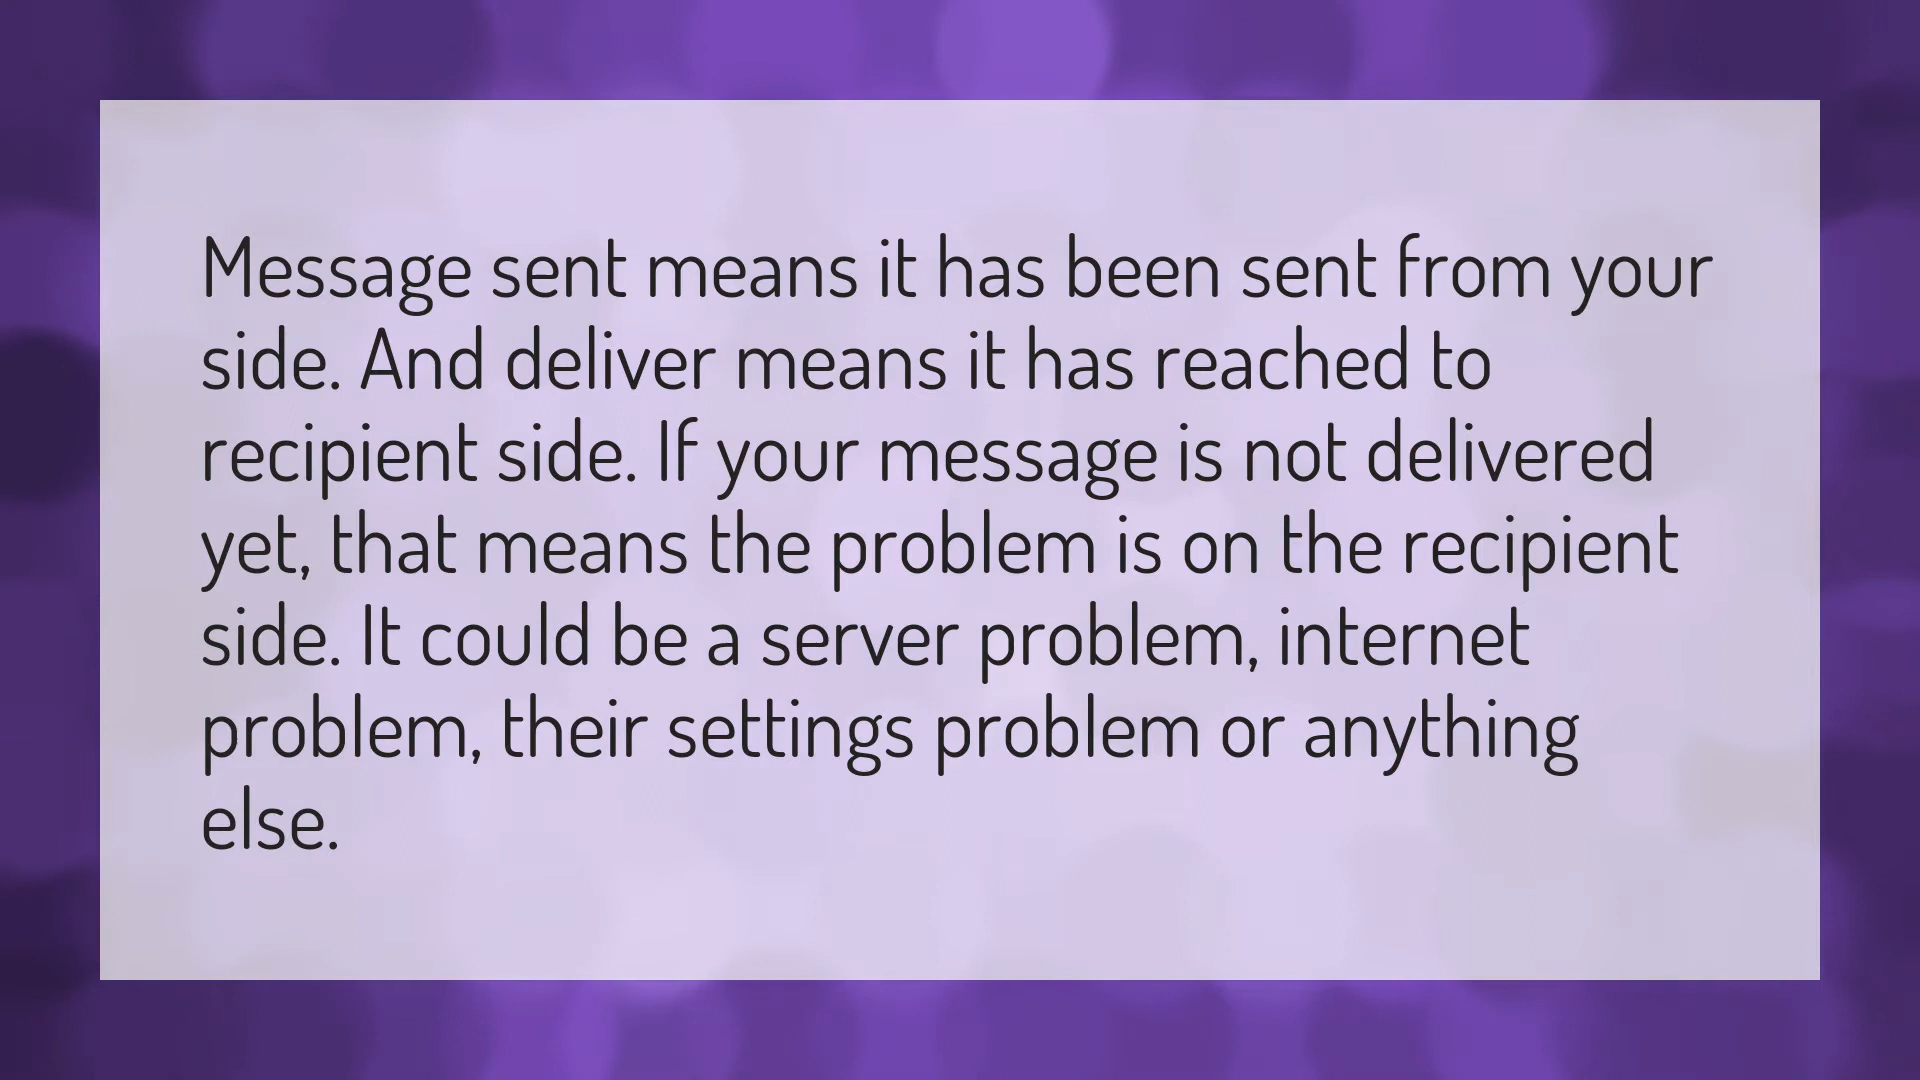 Message sent means it has been sent from your
side. And deliver means it has reached to
recipient side. If your message is not delivered
yet, that means the problem is on the recipient
side. It could be a server problem, internet
problem, their settings problem or anything
else.